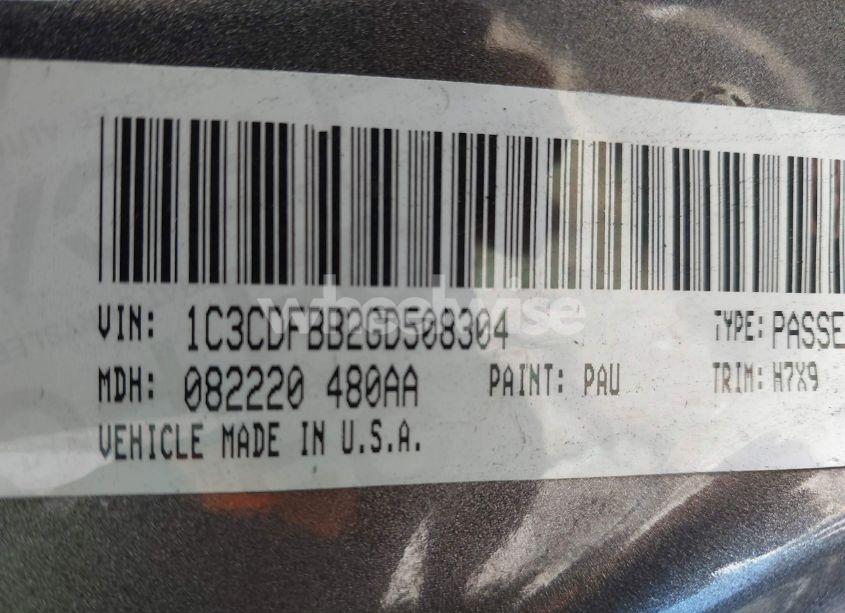 VIN: 1C3CDFBB2GD508304 TYPE: PASSE
MDH: 082220 480AA PAINT: PAU TRIM: H7X9
VEHICLE MADE IN U.S.A.
wheelwise